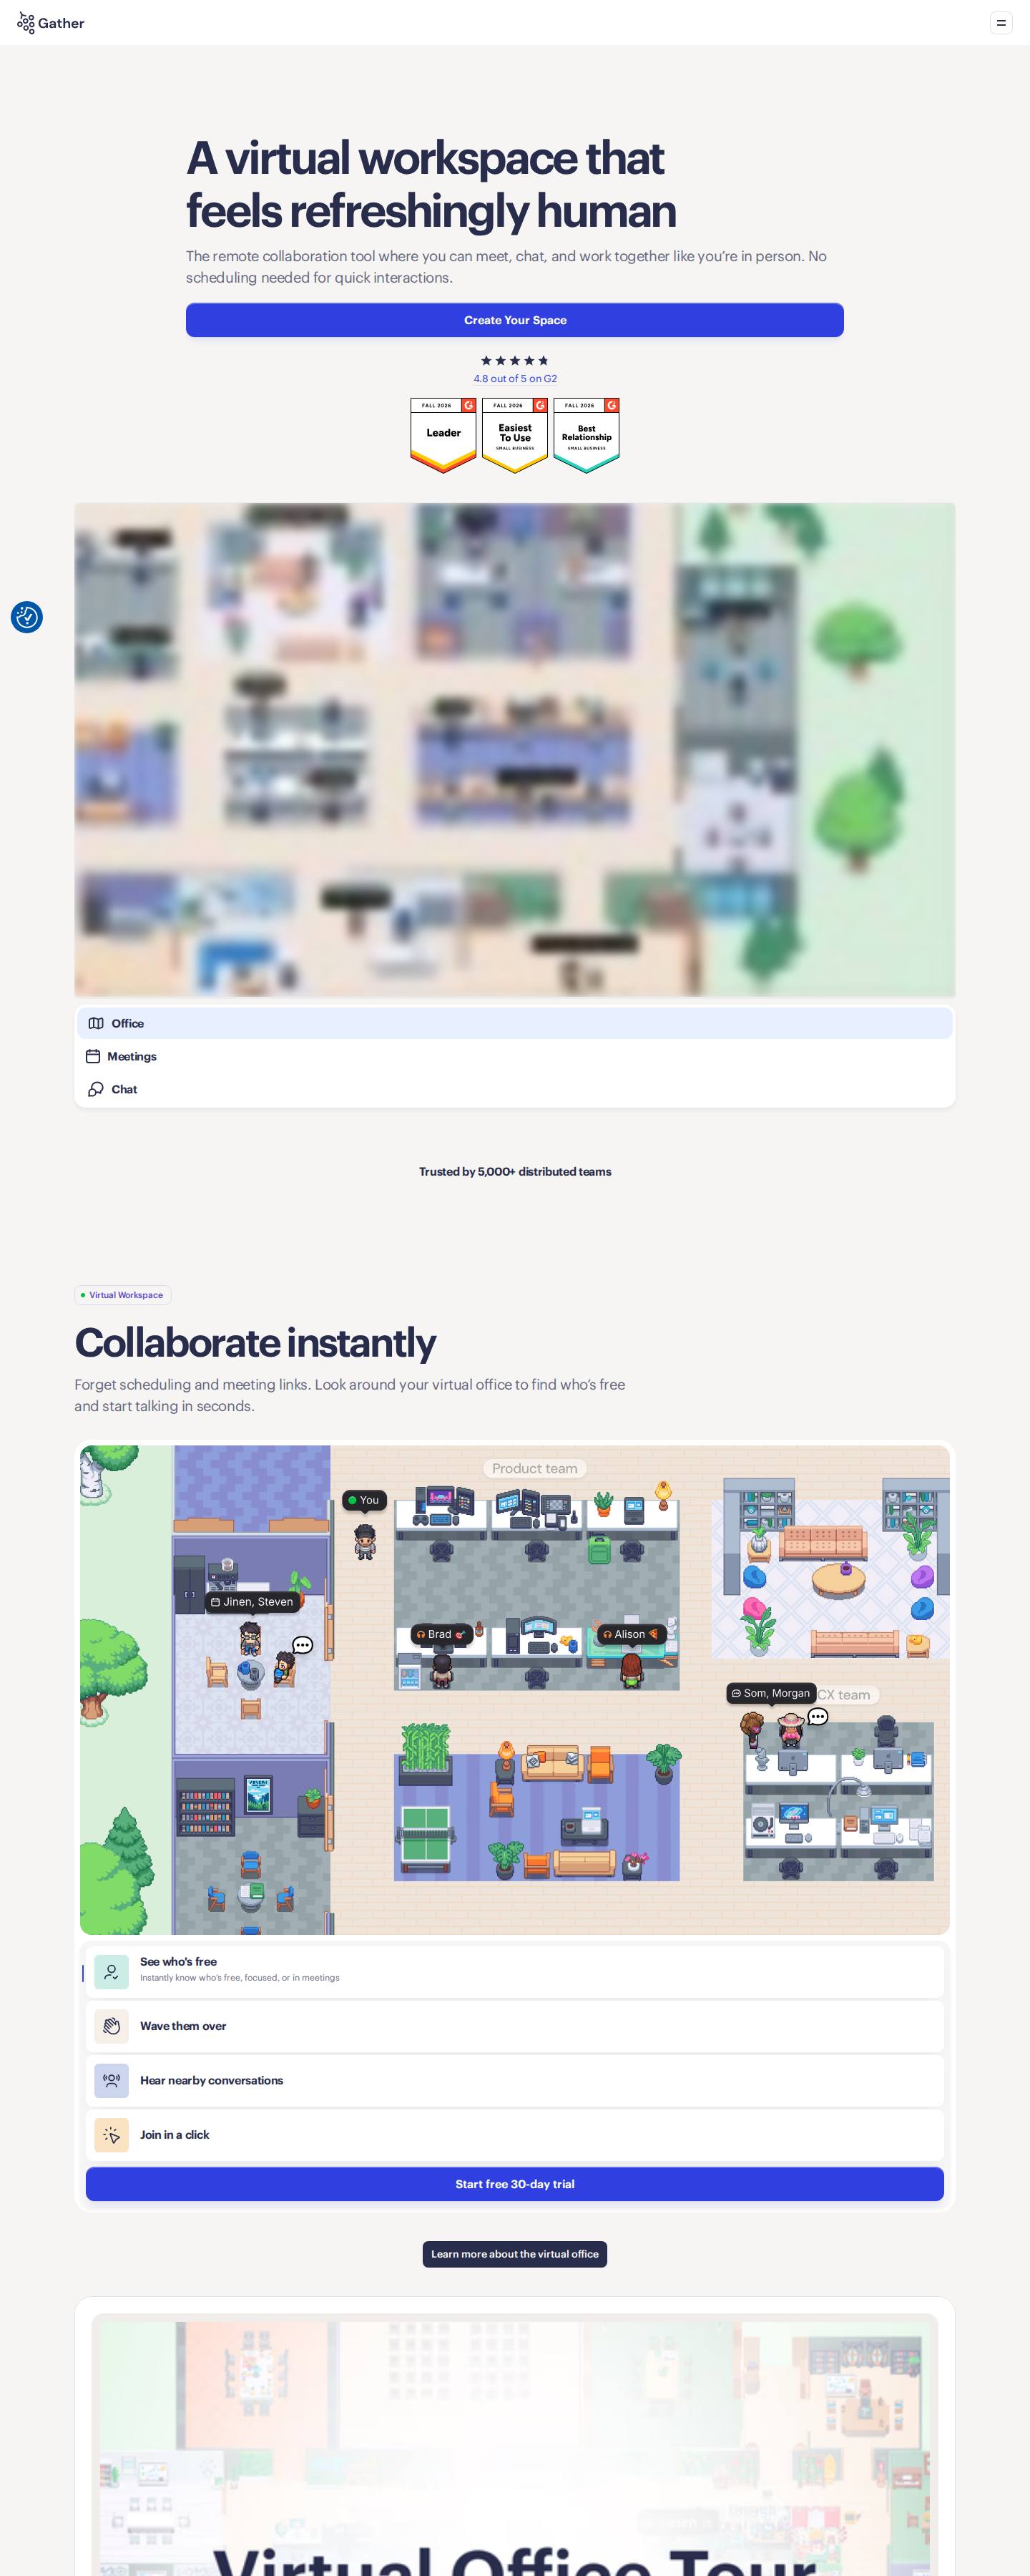 Gather
A virtual workspace that
feels refreshingly human
The remote collaboration tool where you can meet, chat, and work together like you’re in person. No
scheduling needed for quick interactions.
Create Your Space
4.8 out of 5 on G2
FALL 2026
Leader
FALL 2026
Easiest
To Use
SMALL BUSINESS
FALL 2026
Best
Relationship
SMALL BUSINESS
Office
Meetings
Chat
Trusted by 5,000+ distributed teams
Virtual Workspace
Collaborate instantly
Forget scheduling and meeting links. Look around your virtual office to find who’s free
and start talking in seconds.
Product team
You
Jinen, Steven
Brad
Alison
Som, Morgan
CX team
See who's free
Instantly know who's free, focused, or in meetings
Wave them over
Hear nearby conversations
Join in a click
Start free 30-day trial
Learn more about the virtual office
Virtual Office Tour